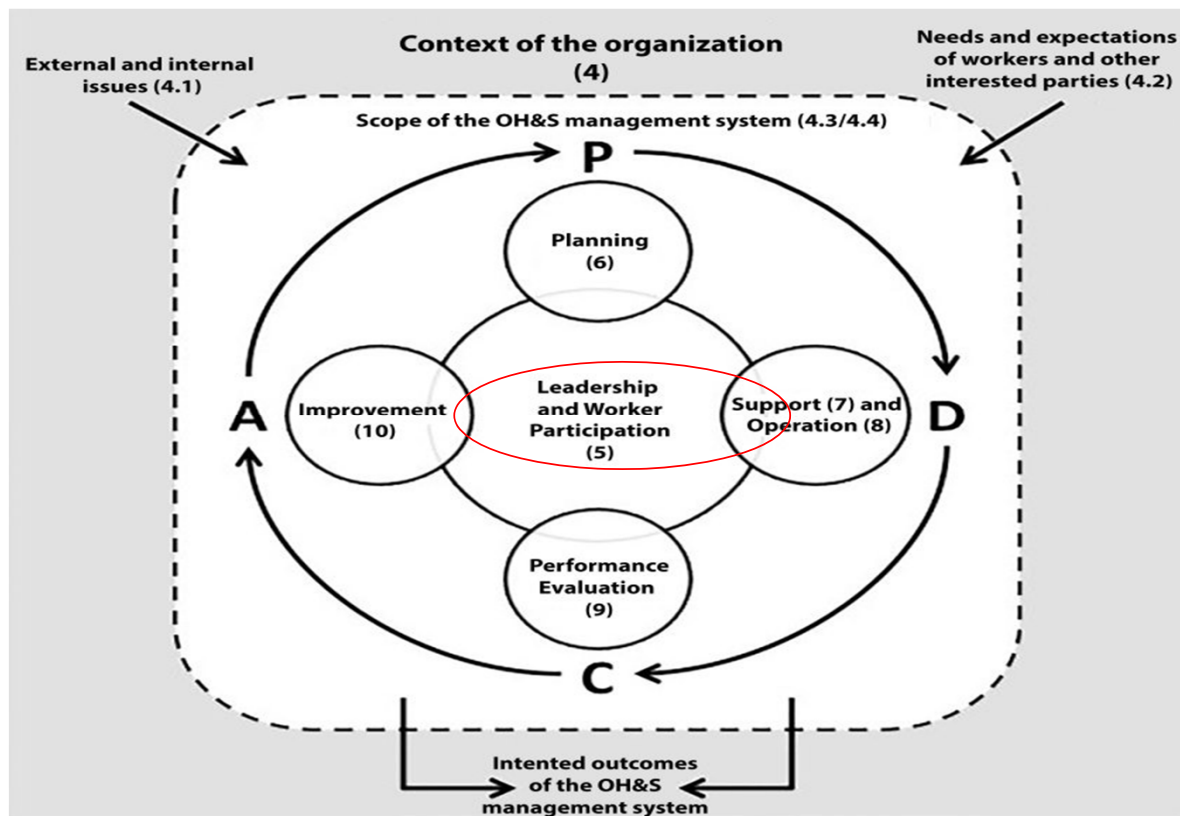 Context of the organization
(4)
External and internal
issues (4.1)
Needs and expectations
of workers and other
interested parties (4.2)
Scope of the OH&S management system (4.3/4.4)
P
Planning
(6)
A
Improvement
(10)
Leadership
and Worker
Participation
(5)
Support (7) and
Operation (8)
D
Performance
Evaluation
(9)
C
Intented outcomes
of the OH&S
management system